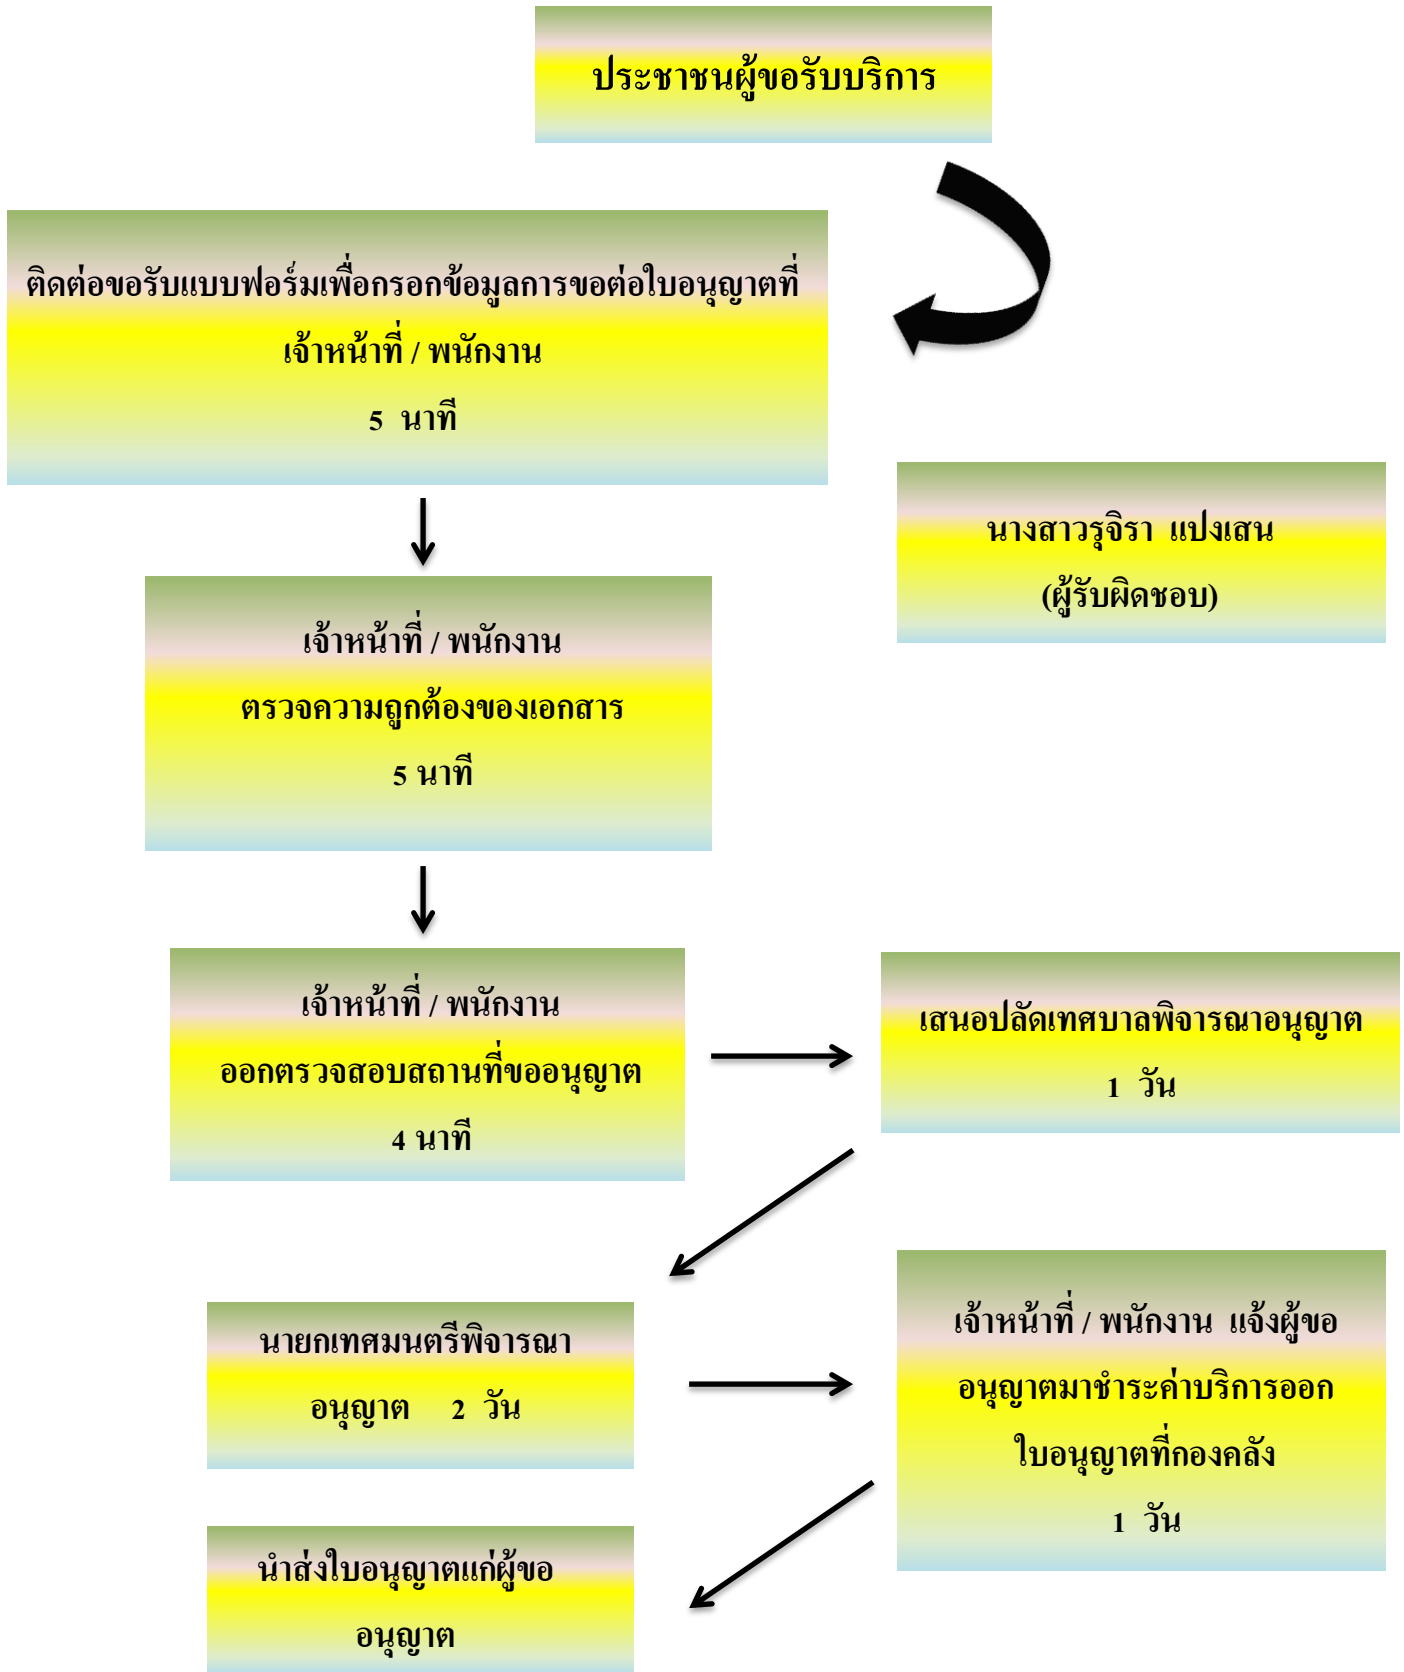 ประชาชนผู้ขอรับบริการ
ติดต่อขอรับแบบฟอร์มเพื่อกรอกข้อมูลการขอต่อใบอนุญาตที่
เจ้าหน้าที่ / พนักงาน
5 นาที
นางสาวรุจิรา แปงเสน
(ผู้รับผิดชอบ)
เจ้าหน้าที่ / พนักงาน
ตรวจความถูกต้องของเอกสาร
5 นาที
เจ้าหน้าที่ / พนักงาน
ออกตรวจสอบสถานที่ขออนุญาต
4 นาที
เสนอปลัดเทศบาลพิจารณาอนุญาต
1 วัน
นายกเทศมนตรีพิจารณา
อนุญาต 2 วัน
เจ้าหน้าที่ / พนักงาน แจ้งผู้ขอ
อนุญาตมาชำระค่าบริการออก
ใบอนุญาตที่กองคลัง
1 วัน
นำส่งใบอนุญาตแก่ผู้ขอ
อนุญาต